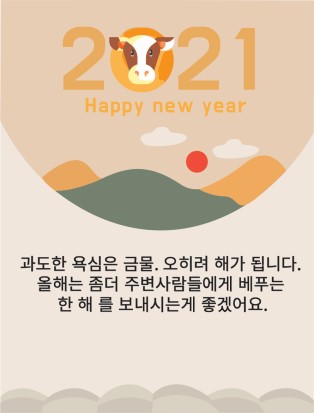 2021
Happy new year
과도한 욕심은 금물. 오히려 해가 됩니다.
올해는 좀더 주변사람들에게 베푸는
한 해 를 보내시는게 좋겠어요.